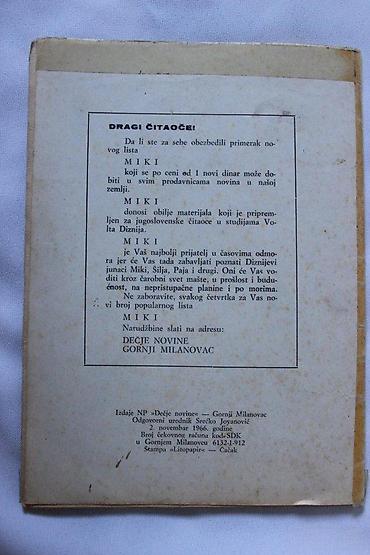 DRAGI ČITAOČE!
Da li ste za sebe obezbedili primerak no-
vog lista
MIKI
koji se po ceni od 1 novi dinar može do-
biti u svim prodavnicama novina u našoj
zemlji.
MIKI
donosi obilje materijala koji je priprem-
ljen za jugoslovenske čitaoce u studijama Vo-
lta Diznija.
MIKI
je Vaš najbolji prijatelj u časovima odmo-
ra jer će Vas tada zabavljati poznati Diznijevi
junaci Miki, Šilja, Paja i drugi. Oni će Vas vo-
diti kroz čarobni svet mašte, u prošlost i budu-
ćnost, na nepristupačne planine i po morima.
Ne zaboravite, svakog četvrtka za Vas no-
vi broj popularnog lista
MIKI
Narudžbine slati na adresu:
DEČJE NOVINE
GORNJI MILANOVAC
Izdaje NP »Dečje novine« — Gornji Milanovac
Odgovorni urednik Srećko Jovanović
2. novembar 1966. godine
Broj čekovnog računa kod SDK
u Gornjem Milanovcu 6132-1-912
Štampa »Litopapir« — Čačak